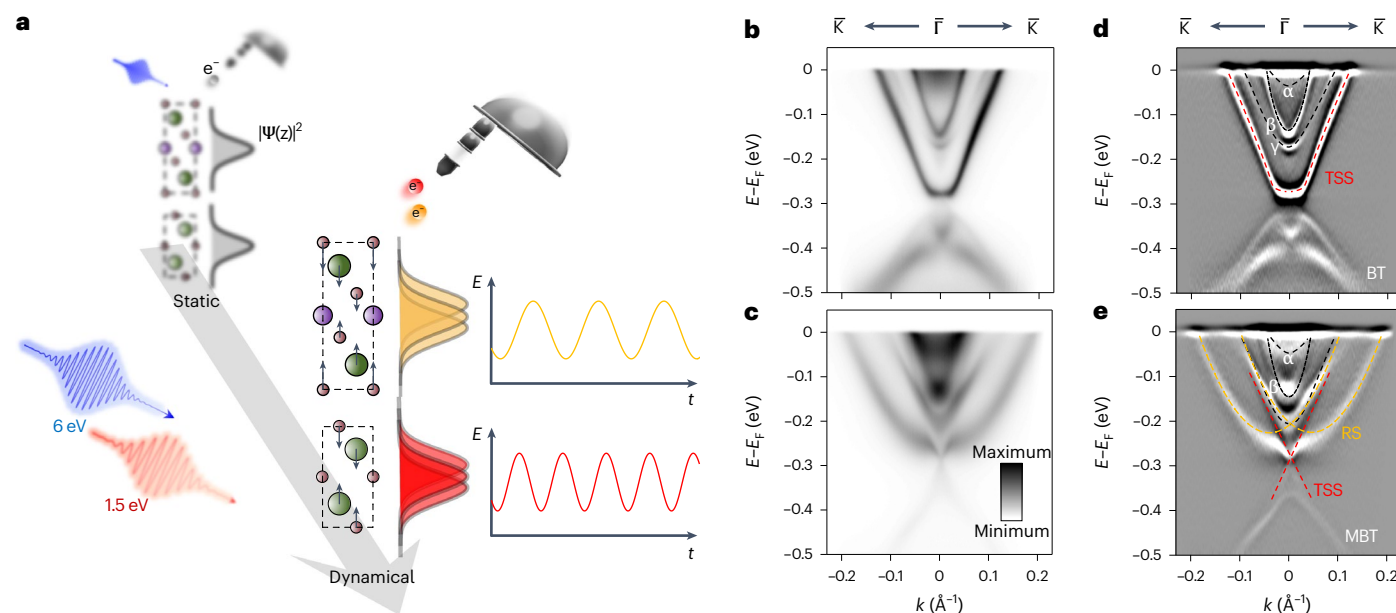 a
e⁻
|Ψ(z)|²
Static
6 eV
1.5 eV
e
e⁻
E
t
E
t
Dynamical
b
K̅ Γ̅ K̅
0
−0.1
−0.2
−0.3
−0.4
−0.5
E−E_F (eV)
c
0
−0.1
−0.2
−0.3
−0.4
−0.5
E−E_F (eV)
Maximum
Minimum
−0.2 −0.1 0 0.1 0.2
k (Å⁻¹)
d
K̅ Γ̅ K̅
0
−0.1
−0.2
−0.3
−0.4
−0.5
E−E_F (eV)
α
β
γ
TSS
BT
e
0
−0.1
−0.2
−0.3
−0.4
−0.5
E−E_F (eV)
α
β
RS
TSS
MBT
−0.2 −0.1 0 0.1 0.2
k (Å⁻¹)